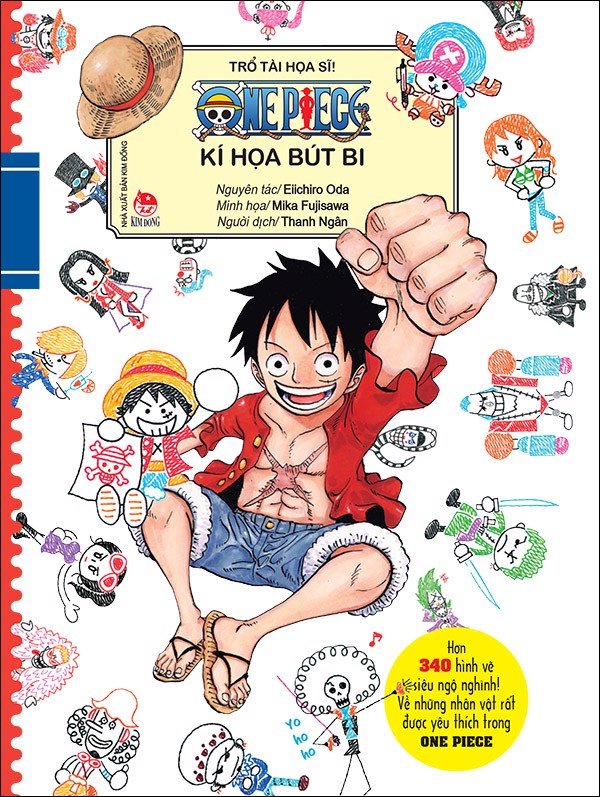 TRỔ TÀI HỌA SĨ!
ONE PIECE
KÍ HỌA BÚT BI
Nguyên tác/ Eiichiro Oda
Minh họa/ Mika Fujisawa
Người dịch/ Thanh Ngân
NHÀ XUẤT BẢN KIM ĐỒNG
KIM ĐỒNG
YO
ho
ho
Hơn
340 hình vẽ
siêu ngộ nghĩnh!
Về những nhân vật rất
được yêu thích trong
ONE PIECE